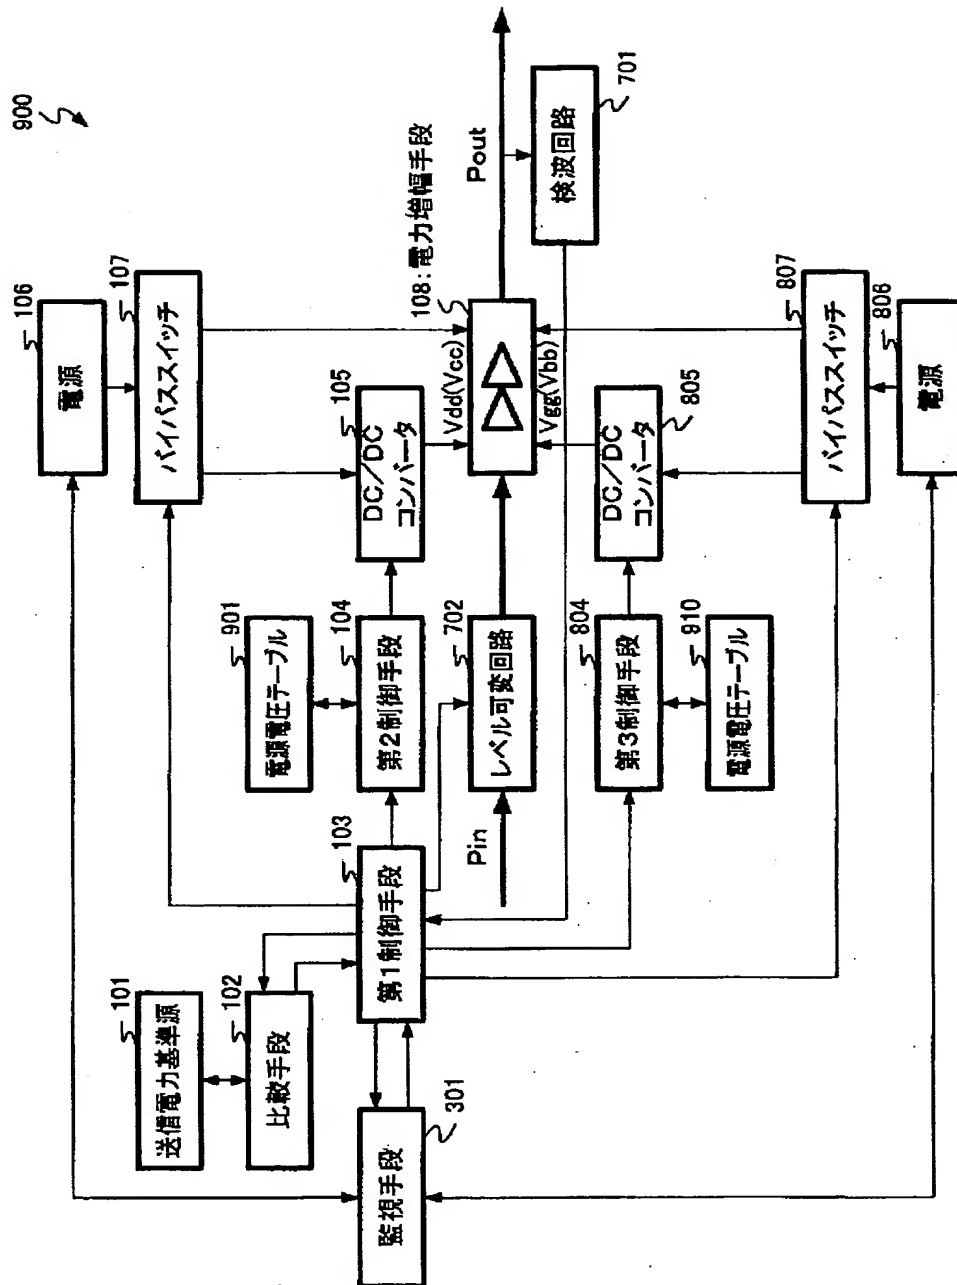 900
106
電源
107
バイパススイッチ
108:電力増幅手段
Pout
701
検波回路
901
電源電圧テーブル
105
DC/DC
コンバータ
Vdd(Vcc)
Vgg(Vbb)
104
第2制御手段
702
レベル可変回路
Pin
103
第1制御手段
101
送信電力基準源
102
比較手段
301
監視手段
804
第3制御手段
910
電源電圧テーブル
805
DC/DC
コンバータ
807
バイパススイッチ
806
電源